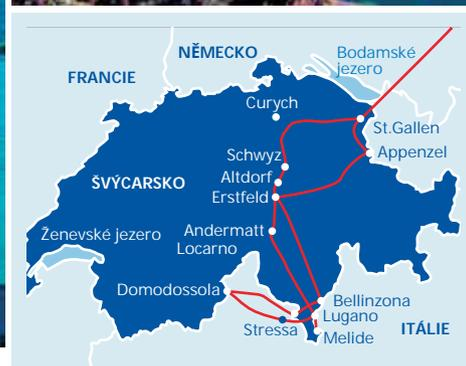 NĚMECKO
Bodamské
jezero
FRANCIE
Curych
St.Gallen
Schwyz
Appenzel
Altdorf
ŠVÝCARSKO
Erstfeld
Ženevské jezero
Andermatt
Locarno
Domodossola
Bellinzona
Lugano
Stressa
ITÁLIE
Melide